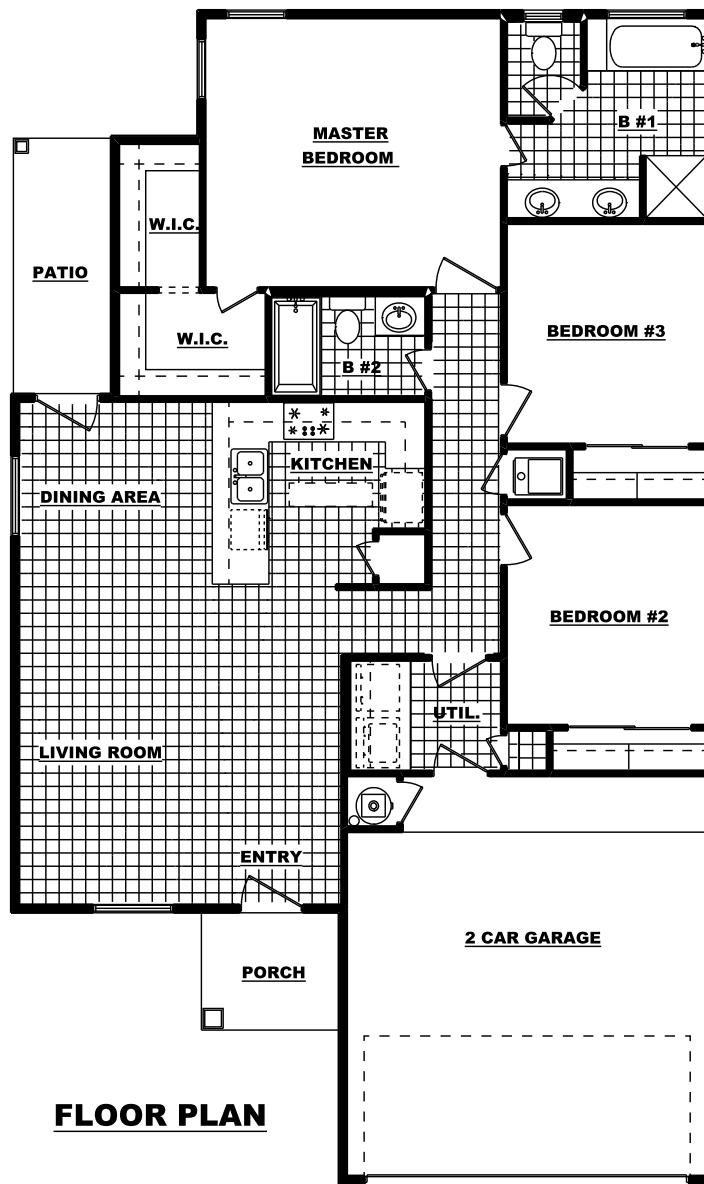 MASTER
BEDROOM
B #1
W.I.C.
PATIO
W.I.C.
B #2
BEDROOM #3
KITCHEN
DINING AREA
BEDROOM #2
UTIL.
LIVING ROOM
ENTRY
2 CAR GARAGE
PORCH
FLOOR PLAN